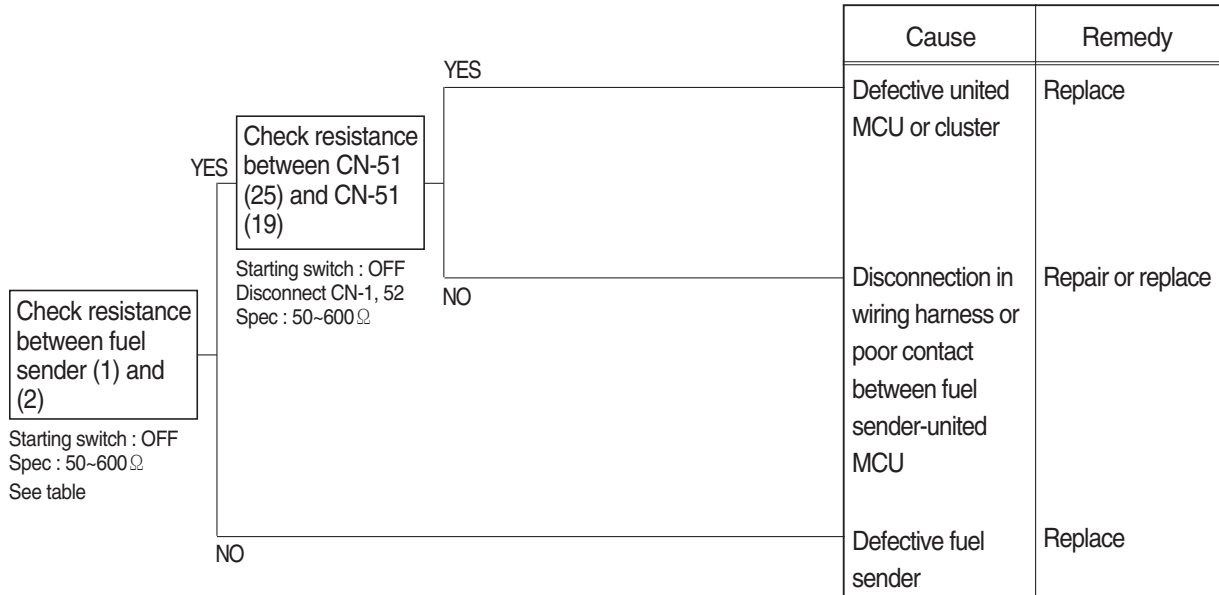 Cause
Remedy
YES
Defective united
MCU or cluster
Replace
YES
Check resistance
between CN-51
(25) and CN-51
(19)
Starting switch : OFF
Disconnect CN-1, 52
Spec : 50~600Ω
NO
Disconnection in
wiring harness or
poor contact
between fuel
sender-united
MCU
Repair or replace
Check resistance
between fuel
sender (1) and
(2)
Starting switch : OFF
Spec : 50~600Ω
See table
NO
Defective fuel
sender
Replace